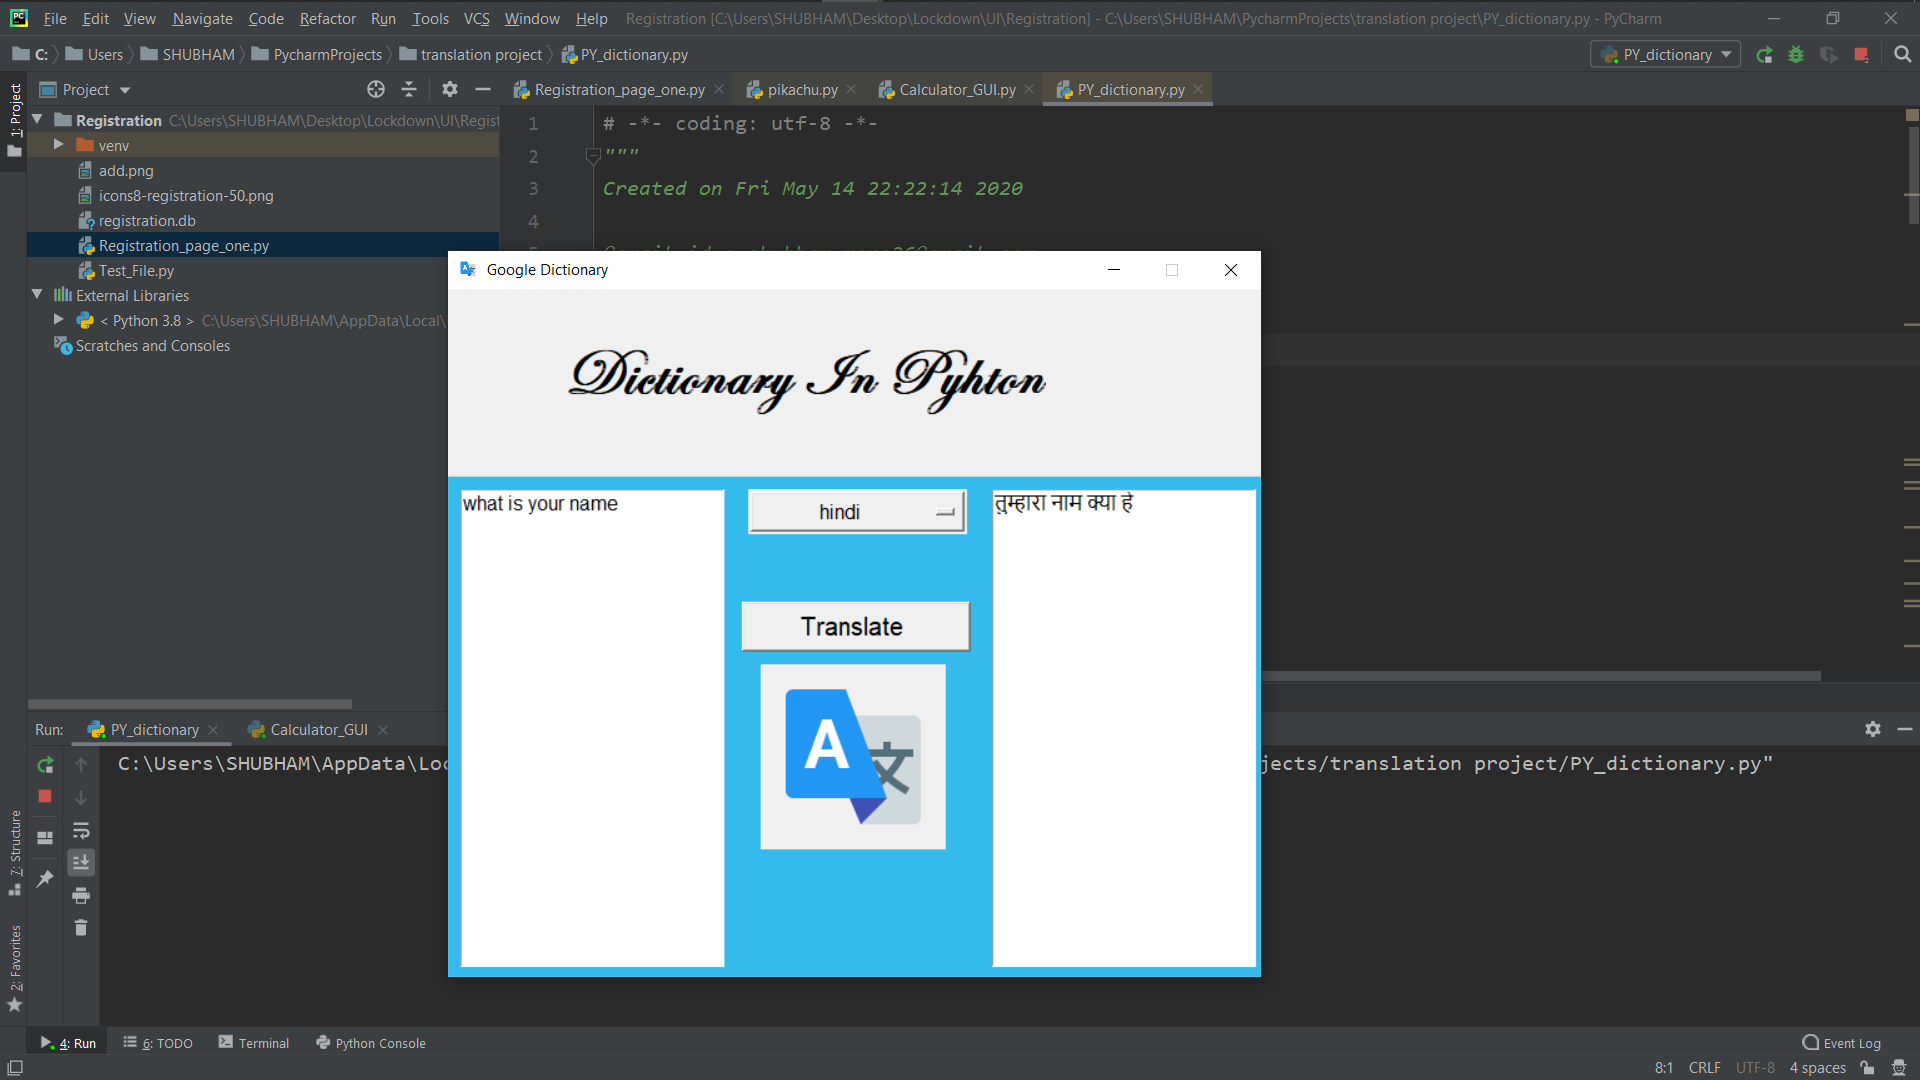 File Edit View Navigate Code Refactor Run Tools VCS Window Help Registration [C:\Users\SHUBHAM\Desktop\Lockdown\UI\Registration] - C:\Users\SHUBHAM\PycharmProjects\translation project\PY_dictionary.py - PyCharm
C: Users SHUBHAM PycharmProjects translation project PY_dictionary.py PY_dictionary
Project Registration_page_one.py pikachu.py Calculator_GUI.py PY_dictionary.py
1: Project
Registration C:\Users\SHUBHAM\Desktop\Lockdown\UI\Regist
venv
add.png
icons8-registration-50.png
registration.db
Registration_page_one.py
Test_File.py
External Libraries
< Python 3.8 > C:\Users\SHUBHAM\AppData\Local\
Scratches and Consoles
1 # -*- coding: utf-8 -*-
2 """
3 Created on Fri May 14 22:22:14 2020
4
Google Dictionary
Dictionary In Pyhton
what is your name
hindi
तुम्हारा नाम क्या हे
Translate
A 文
Run: PY_dictionary Calculator_GUI
C:\Users\SHUBHAM\AppData\Loc
jects/translation project/PY_dictionary.py"
7: Structure
2: Favorites
4: Run 6: TODO Terminal Python Console Event Log
8:1 CRLF UTF-8 4 spaces